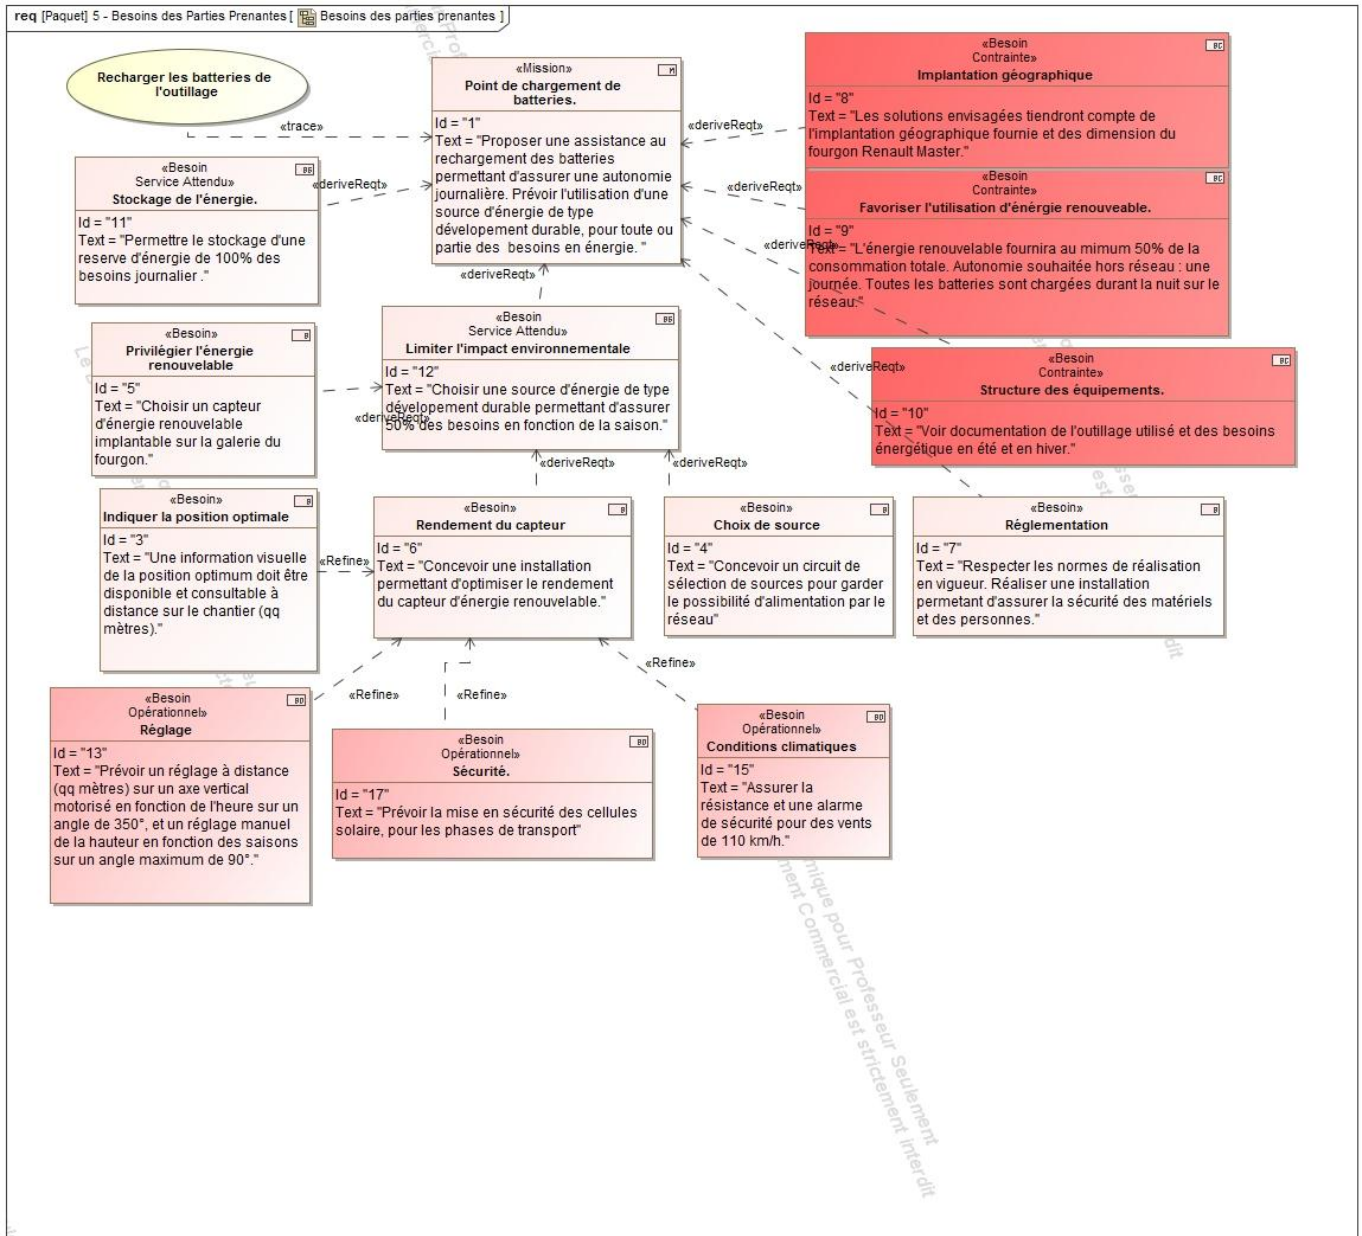 req [Paquet] 5 - Besoins des Parties Prenantes [ Besoins des parties prenantes ]
Recharger les batteries de
l'outillage
«trace»
«Mission»
Point de chargement de
batteries.
Id = "1"
Text = "Proposer une assistance au
rechargement des batteries
permettant d'assurer une autonomie
journalière. Prévoir l'utilisation d'une
source d'énergie de type
dévelopement durable, pour toute ou
partie des besoins en énergie. "
«deriveReqt»
«Besoin
Contrainte»
Implantation géographique
Id = "8"
Text = "Les solutions envisagées tiendront compte de
l'implantation géographique fournie et des dimension du
fourgon Renault Master."
«deriveReqt»
«Besoin
Contrainte»
Favoriser l'utilisation d'énérgie renouveable.
Id = "9"
Text = "L'énergie renouvelable fournira au mimum 50% de la
consommation totale. Autonomie souhaitée hors réseau : une
journée. Toutes les batteries sont chargées durant la nuit sur le
réseau."
«deriveReqt»
«Besoin
Service Attendu»
Stockage de l'énergie.
Id = "11"
Text = "Permettre le stockage d'une
reserve d'énergie de 100% des
besoins journalier ."
«deriveReqt»
«deriveReqt»
«Besoin
Service Attendu»
Limiter l'impact environnementale
Id = "12"
Text = "Choisir une source d'énergie de type
dévelopement durable permettant d'assurer
50% des besoins en fonction de la saison."
«Besoin»
Privilégier l'énergie
renouvelable
Id = "5"
Text = "Choisir un capteur
d'énergie renouvelable
implantable sur la galerie du
fourgon."
«deriveReqt»
«deriveReqt»
«Besoin
Contrainte»
Structure des équipements.
Id = "10"
Text = "Voir documentation de l'outillage utilisé et des besoins
énergétique en été et en hiver."
«deriveReqt»
«deriveReqt»
«Besoin»
Indiquer la position optimale
Id = "3"
Text = "Une information visuelle
de la position optimum doit être
disponible et consultable à
distance sur le chantier (qq
mètres)."
«Refine»
«Besoin»
Rendement du capteur
Id = "6"
Text = "Concevoir une installation
permettant d'optimiser le rendement
du capteur d'énergie renouvelable."
«Besoin»
Choix de source
Id = "4"
Text = "Concevoir un circuit de
sélection de sources pour garder
le possibilité d'alimentation par le
réseau"
«Besoin»
Réglementation
Id = "7"
Text = "Respecter les normes de réalisation
en vigueur. Réaliser une installation
permetant d'assurer la sécurité des matériels
et des personnes."
«Refine»
«Refine»
«Refine»
«Besoin
Opérationnel»
Réglage
Id = "13"
Text = "Prévoir un réglage à distance
(qq mètres) sur un axe vertical
motorisé en fonction de l'heure sur un
angle de 350°, et un réglage manuel
de la hauteur en fonction des saisons
sur un angle maximum de 90°."
«Besoin
Opérationnel»
Sécurité.
Id = "17"
Text = "Prévoir la mise en sécurité des cellules
solaire, pour les phases de transport"
«Besoin
Opérationnel»
Conditions climatiques
Id = "15"
Text = "Assurer la
résistance et une alarme
de sécurité pour des vents
de 110 km/h."
mique pour Professeur Seulement
ment Commercial est strictement interdit